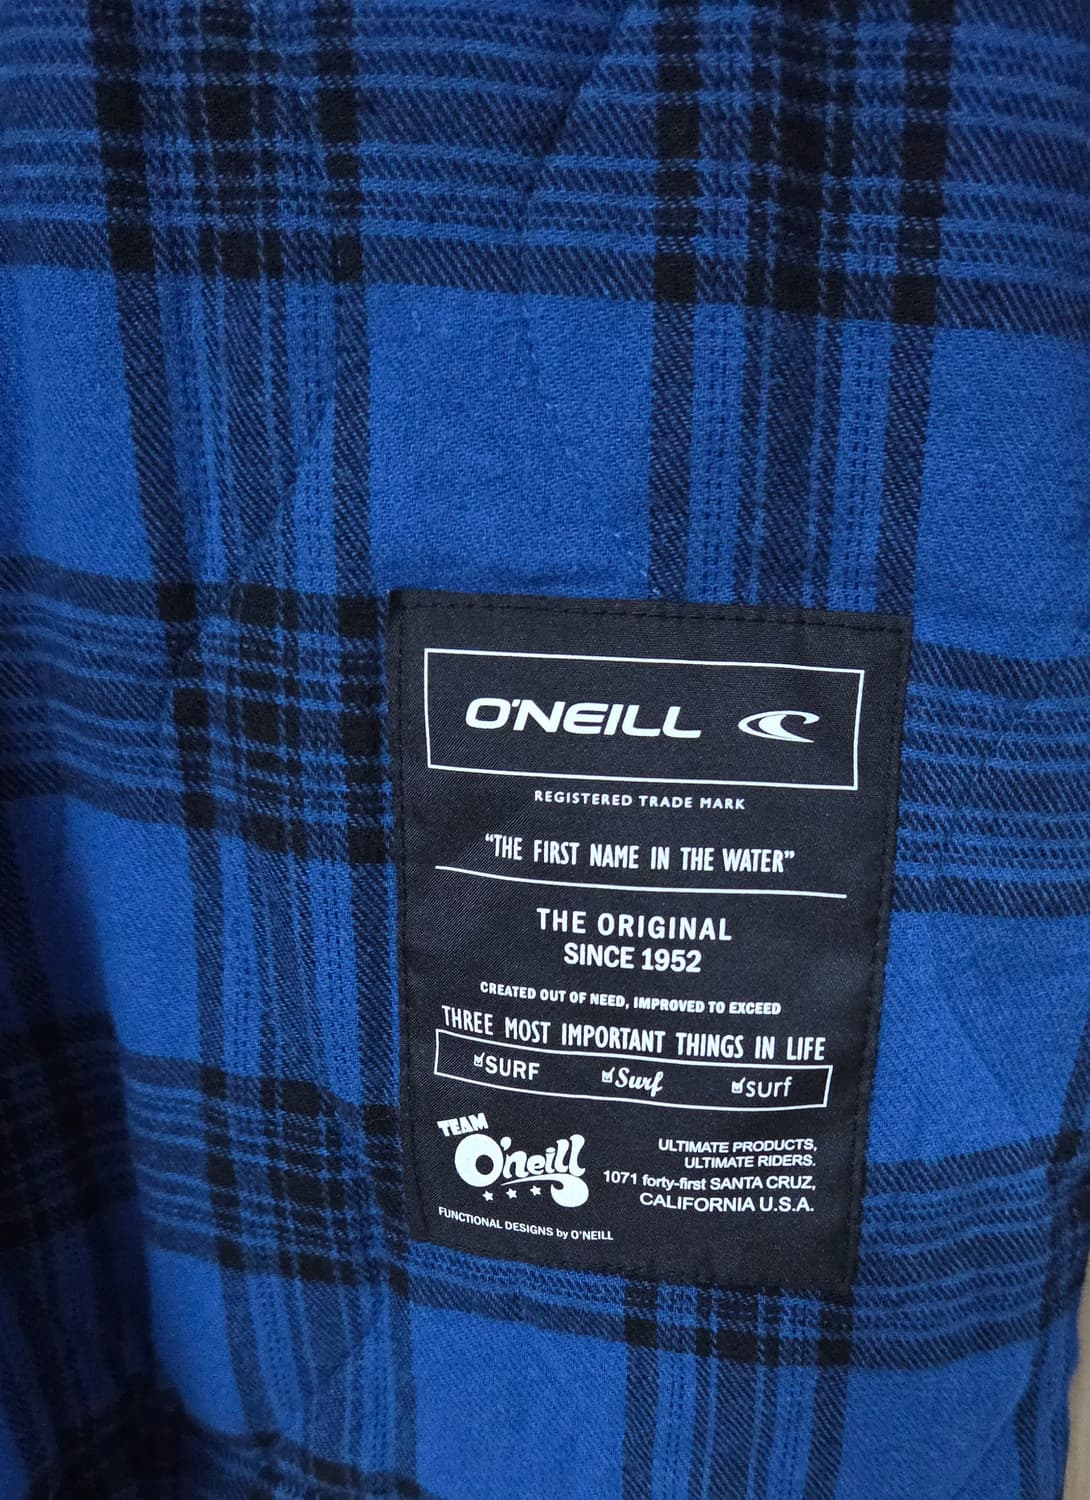 O'NEILL
REGISTERED TRADE MARK
"THE FIRST NAME IN THE WATER"
THE ORIGINAL
SINCE 1952
CREATED OUT OF NEED, IMPROVED TO EXCEED
THREE MOST IMPORTANT THINGS IN LIFE
SURF Surf surf
TEAM
O'neill
FUNCTIONAL DESIGNS by O'NEILL
ULTIMATE PRODUCTS,
ULTIMATE RIDERS.
1071 forty-first SANTA CRUZ,
CALIFORNIA U.S.A.